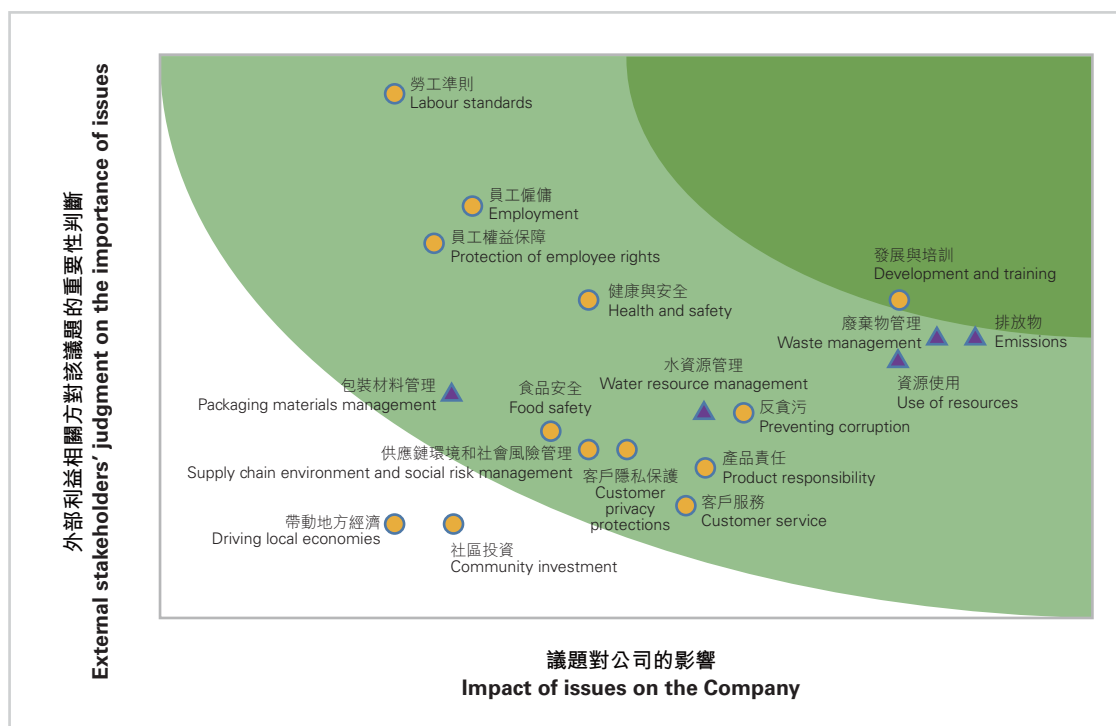 外部利益相關方對該議題的重要性判斷
External stakeholders' judgment on the importance of issues
勞工準則
Labour standards
員工僱傭
Employment
員工權益保障
Protection of employee rights
健康與安全
Health and safety
發展與培訓
Development and training
廢棄物管理
Waste management
排放物
Emissions
資源使用
Use of resources
水資源管理
Water resource management
包裝材料管理
Packaging materials management
食品安全
Food safety
反貪污
Preventing corruption
供應鏈環境和社會風險管理
Supply chain environment and social risk management
客戶隱私保護
Customer
privacy
protections
產品責任
Product responsibility
客戶服務
Customer service
帶動地方經濟
Driving local economies
社區投資
Community investment
議題對公司的影響
Impact of issues on the Company